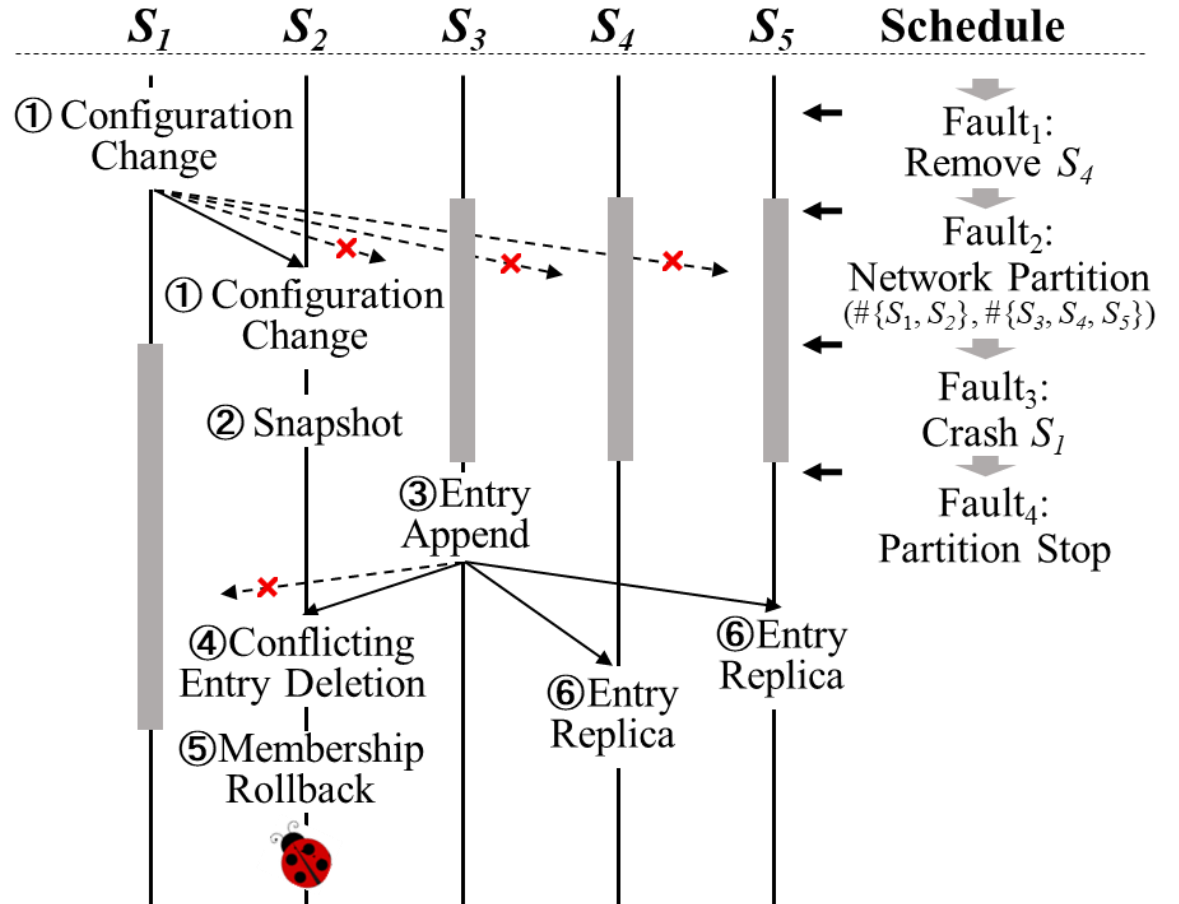 S1 S2 S3 S4 S5 Schedule
① Configuration
Change
① Configuration
Change
② Snapshot
③Entry
Append
④Conflicting
Entry Deletion
⑤Membership
Rollback
⑥Entry
Replica
⑥Entry
Replica
Fault1:
Remove S4
Fault2:
Network Partition
(#{S1, S2}, #{S3, S4, S5})
Fault3:
Crash S1
Fault4:
Partition Stop